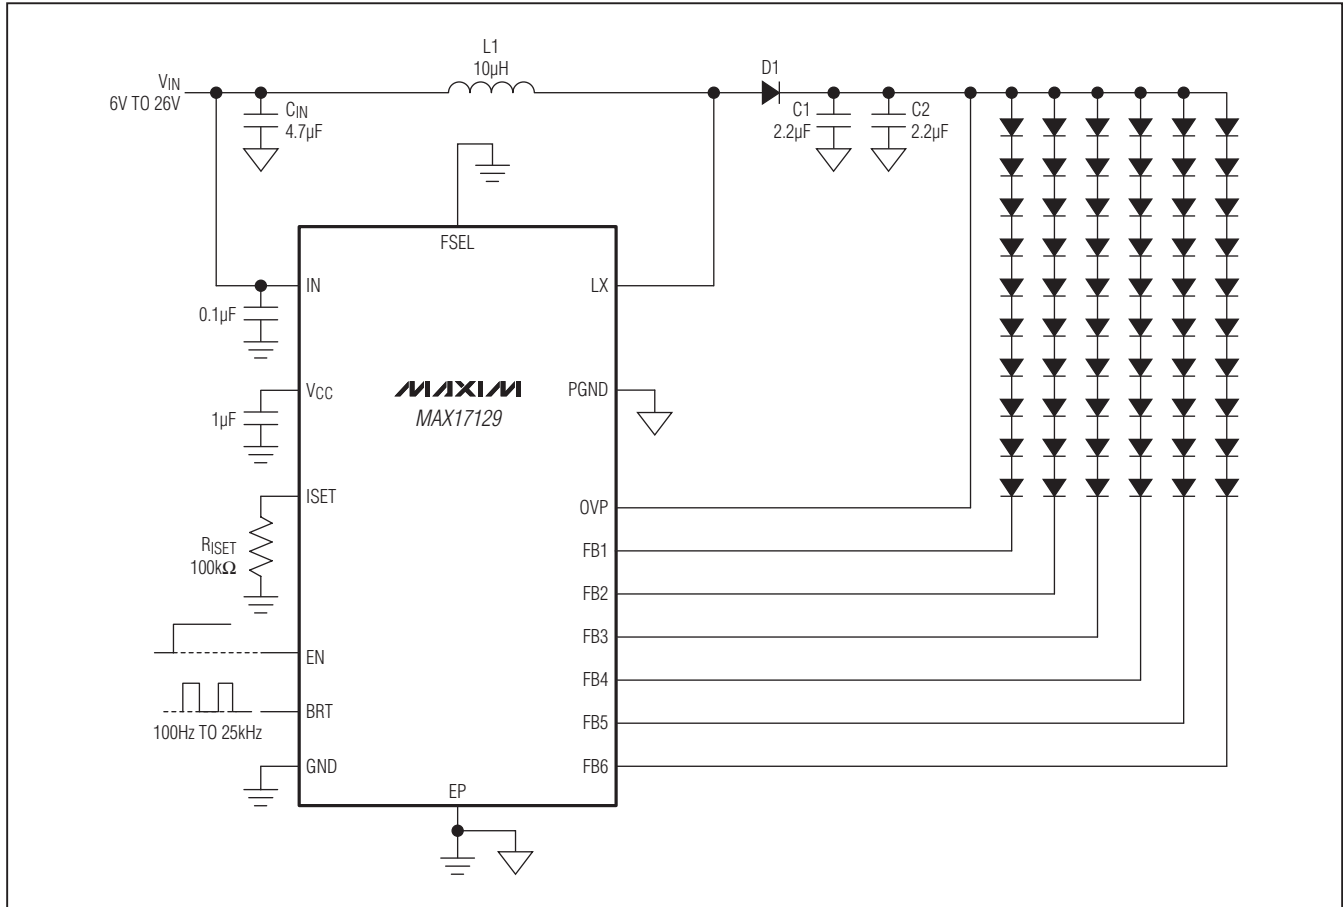 L1
10µH
D1
VIN
6V TO 26V
CIN
4.7µF
C1
2.2µF
C2
2.2µF
FSEL
IN
LX
0.1µF
VCC
MAXIM
MAX17129
PGND
1µF
ISET
OVP
RISET
100kΩ
FB1
FB2
FB3
EN
FB4
BRT
100Hz TO 25kHz
FB5
GND
FB6
EP